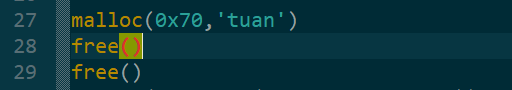 27 malloc(0x70,'tuan')
28 free()
29 free()